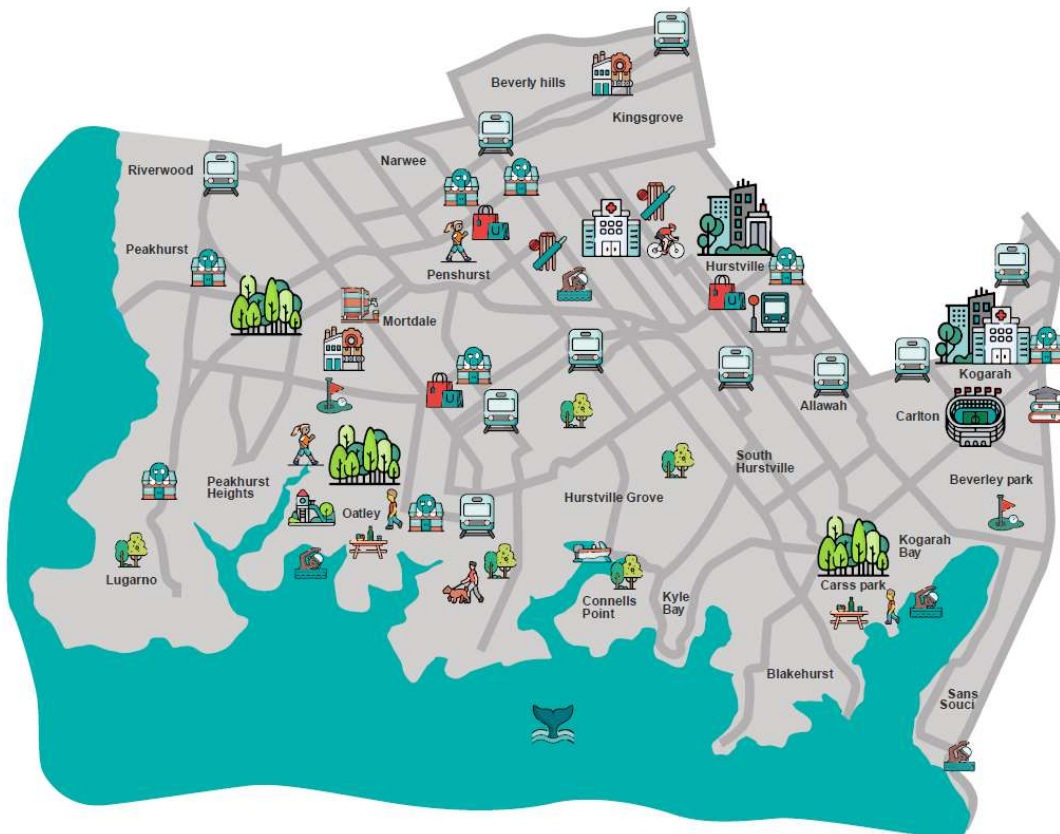 Beverly hills
Kingsgrove
Narwee
Riverwood
Peakhurst
Penshurst
Hurstville
Mortdale
Kogarah
Allawah
Carlton
South
Hurstville
Peakhurst
Heights
Beverley park
Hurstville Grove
Oatley
Kogarah
Bay
Lugarno
Carss park
Connells
Point
Kyle
Bay
Blakehurst
Sans
Souci